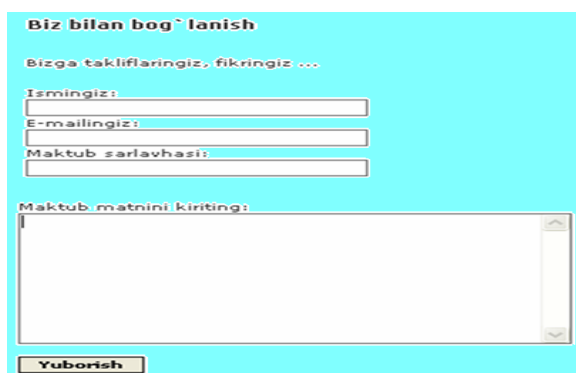 Biz bilan bog`lanish
Bizga takliflaringiz, fikringiz ...
Ismingiz:
E-mailingiz:
Maktub sarlavhasi:
Maktub matnini kiriting:
Yuborish